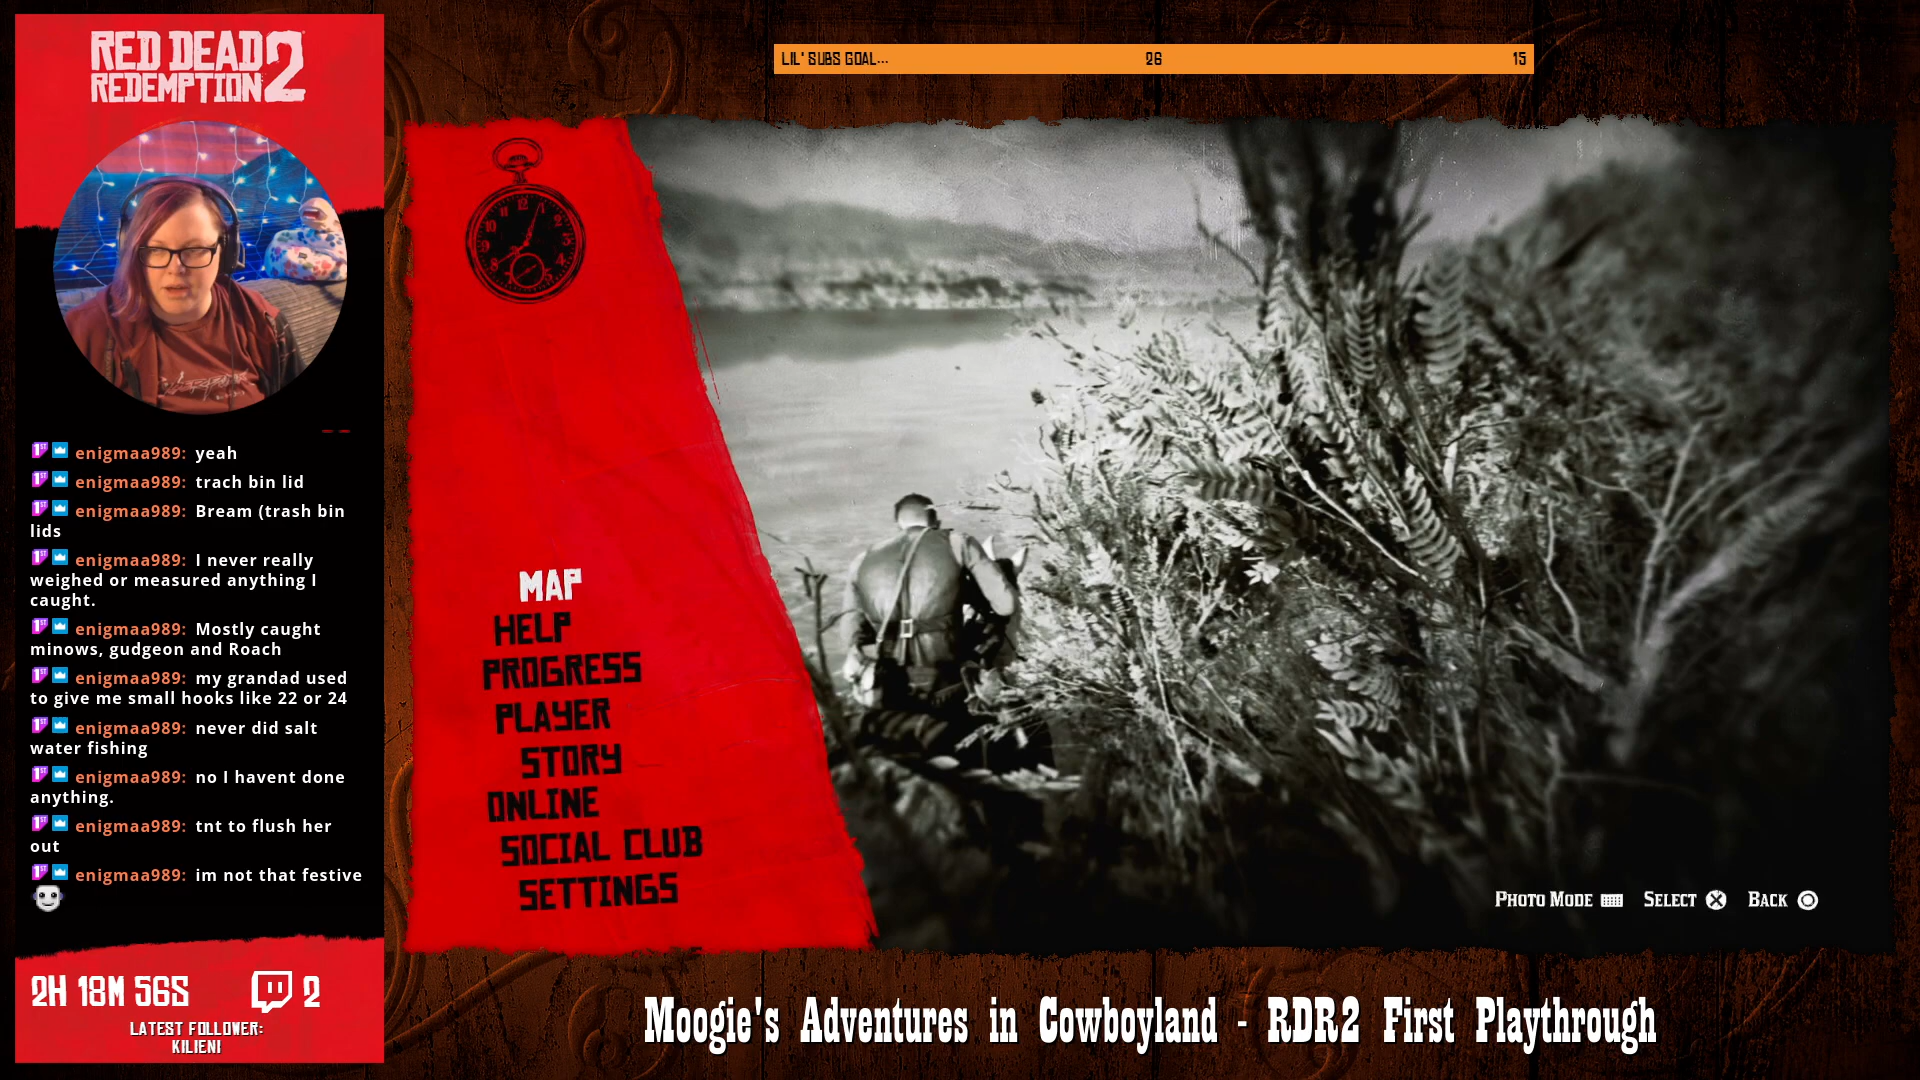 RED DEAD
REDEMPTION 2
LIL' SUBS GOAL... 26 15
enigmaa989: yeah
enigmaa989: trach bin lid
enigmaa989: Bream (trash bin
lids
enigmaa989: I never really
weighed or measured anything I
caught.
enigmaa989: Mostly caught
minows, gudgeon and Roach
enigmaa989: my grandad used
to give me small hooks like 22 or 24
enigmaa989: never did salt
water fishing
enigmaa989: no I havent done
anything.
enigmaa989: tnt to flush her
out
enigmaa989: im not that festive
2H 18M 56S 2
LATEST FOLLOWER:
KILIENI
MAP
HELP
PROGRESS
PLAYER
STORY
ONLINE
SOCIAL CLUB
SETTINGS
PHOTO MODE SELECT BACK
Moogie's Adventures in Cowboyland - RDR2 First Playthrough